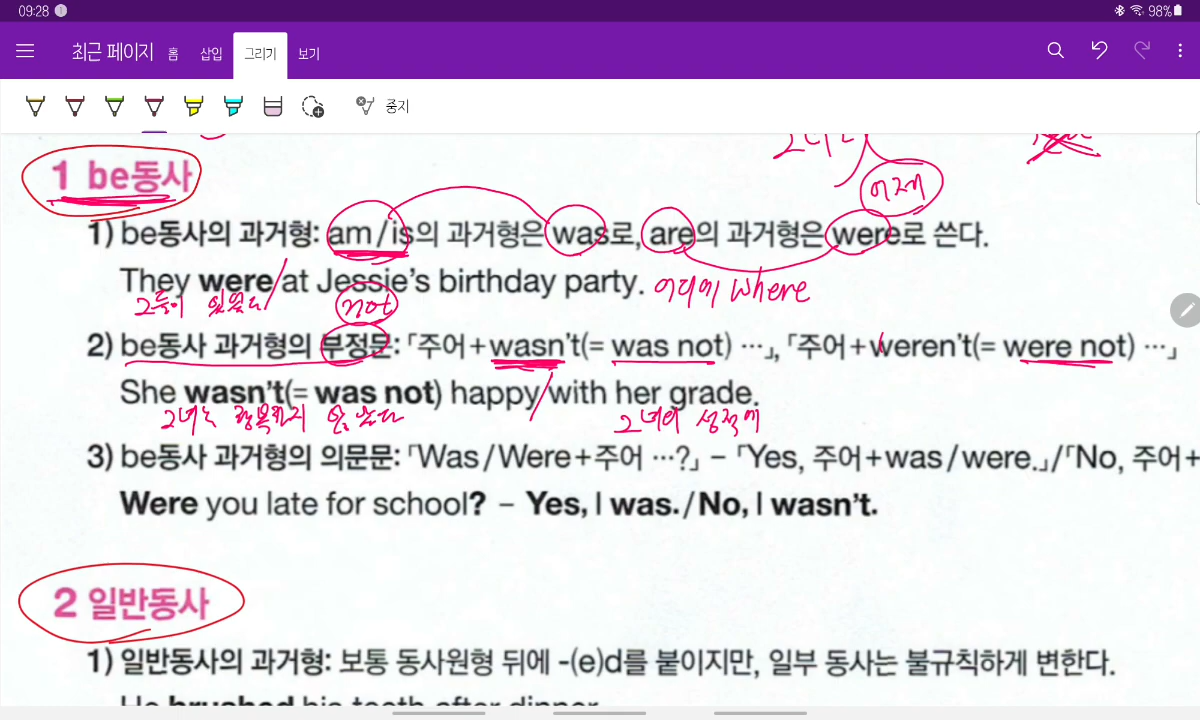 09:28
98%
최근 페이지 홈 삽입 그리기 보기
중지
1 be동사
어제
1) be동사의 과거형: am/is의 과거형은 was로, are의 과거형은 were로 쓴다.
They were/at Jessie's birthday party. 어디에 where
그들이 있었다
not
2) be동사 과거형의 부정문: 「주어+wasn't(= was not) …」, 「주어+weren't(= were not) …」
She wasn't(= was not) happy/with her grade.
그녀는 행복하지 않았다 그녀의 성적에
3) be동사 과거형의 의문문: 「Was/Were+주어 …?」 – 「Yes, 주어+was/were.」/「No, 주어+
Were you late for school? – Yes, I was./No, I wasn't.
2 일반동사
1) 일반동사의 과거형: 보통 동사원형 뒤에 -(e)d를 붙이지만, 일부 동사는 불규칙하게 변한다.
He brushed his teeth after dinner.